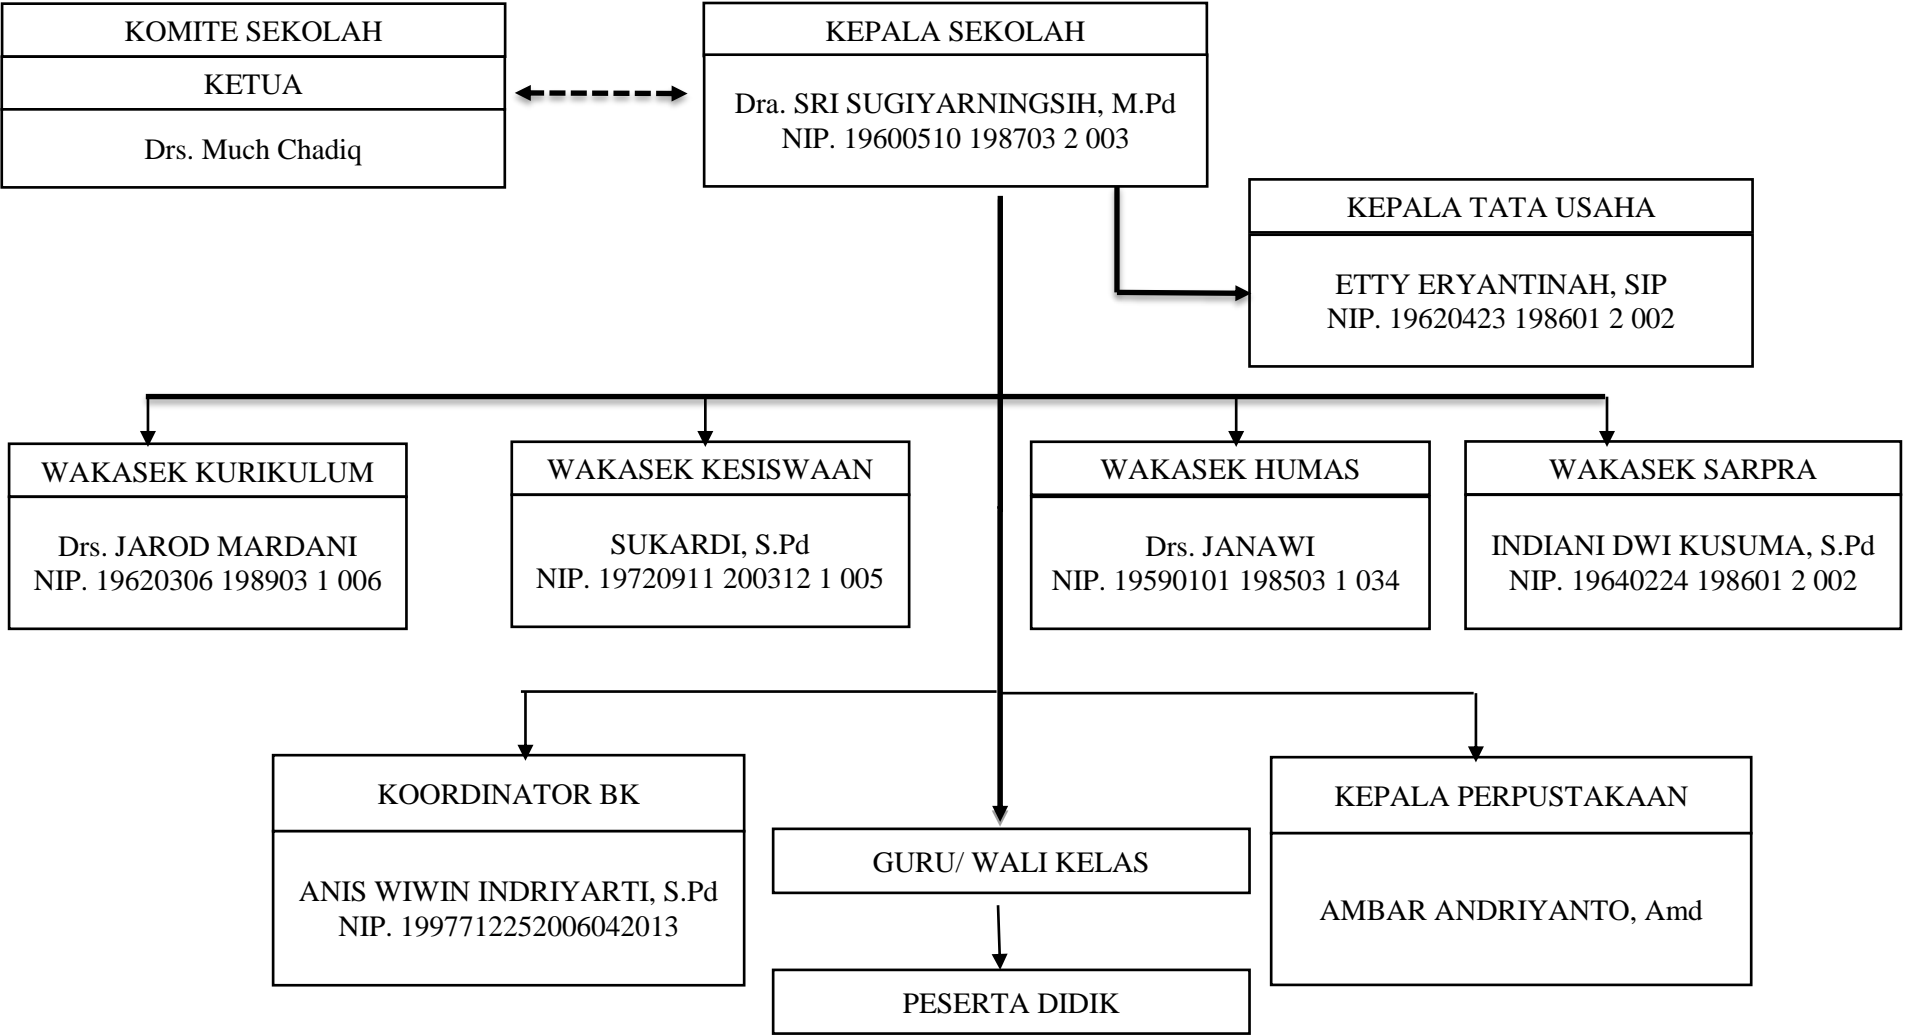 KOMITE SEKOLAH
KETUA
Drs. Much Chadiq
KEPALA SEKOLAH
Dra. SRI SUGIYARNINGSIH, M.Pd
NIP. 19600510 198703 2 003
KEPALA TATA USAHA
ETTY ERYANTINAH, SIP
NIP. 19620423 198601 2 002
WAKASEK KURIKULUM
Drs. JAROD MARDANI
NIP. 19620306 198903 1 006
WAKASEK KESISWAAN
SUKARDI, S.Pd
NIP. 19720911 200312 1 005
WAKASEK HUMAS
Drs. JANAWI
NIP. 19590101 198503 1 034
WAKASEK SARPRA
INDIANI DWI KUSUMA, S.Pd
NIP. 19640224 198601 2 002
KOORDINATOR BK
ANIS WIWIN INDRIYARTI, S.Pd
NIP. 1997712252006042013
GURU/ WALI KELAS
PESERTA DIDIK
KEPALA PERPUSTAKAAN
AMBAR ANDRIYANTO, Amd